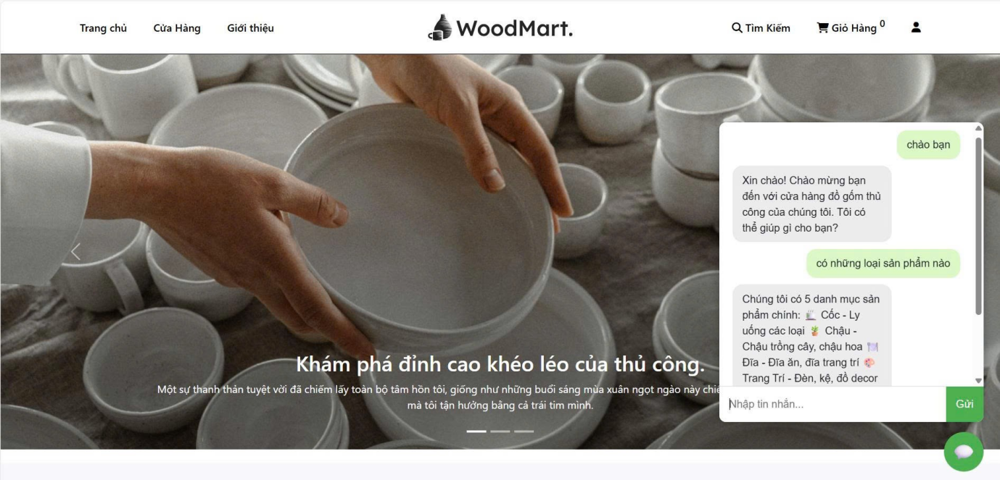 Trang chủ Cửa Hàng Giới thiệu WoodMart. Tìm Kiếm Giỏ Hàng 0
chào bạn
Xin chào! Chào mừng bạn
đến với cửa hàng đồ gốm thủ
công của chúng tôi. Tôi có
thể giúp gì cho bạn?
có những loại sản phẩm nào
Chúng tôi có 5 danh mục sản
phẩm chính: ☕ Cốc - Ly
uống các loại 🪴 Chậu -
Chậu trồng cây, chậu hoa 🍽️
Đĩa - Đĩa ăn, đĩa trang trí 🎨
Trang Trí - Đèn, kệ, đồ decor
Nhập tin nhắn... Gửi
Khám phá đỉnh cao khéo léo của thủ công.
Một sự thanh thản tuyệt vời đã chiếm lấy toàn bộ tâm hồn tôi, giống như những buổi sáng mùa xuân ngọt ngào này
mà tôi tận hưởng bằng cả trái tim mình.